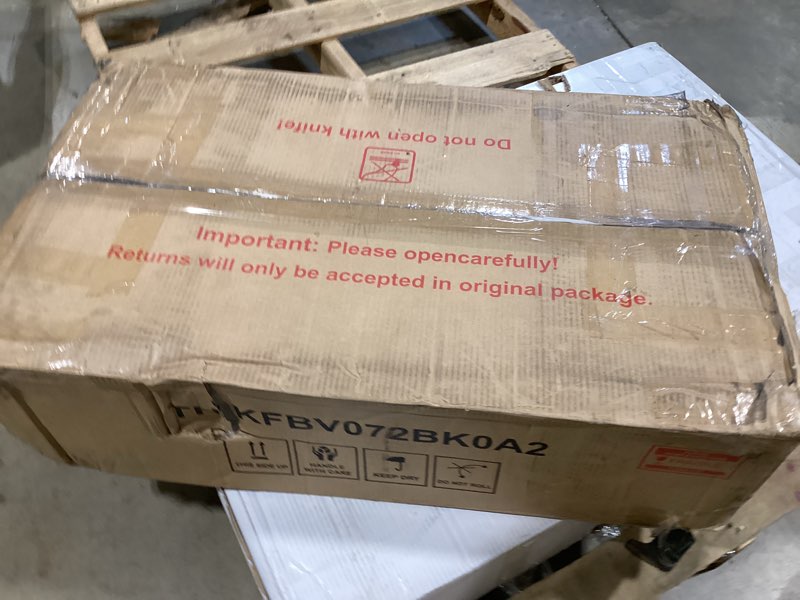 Do not open with knife!
Important: Please opencarefully!
Returns will only be accepted in original package.
KFBV072BK0A2
THIS SIDE UP
HANDLE WITH CARE
KEEP DRY
DO NOT ROLL